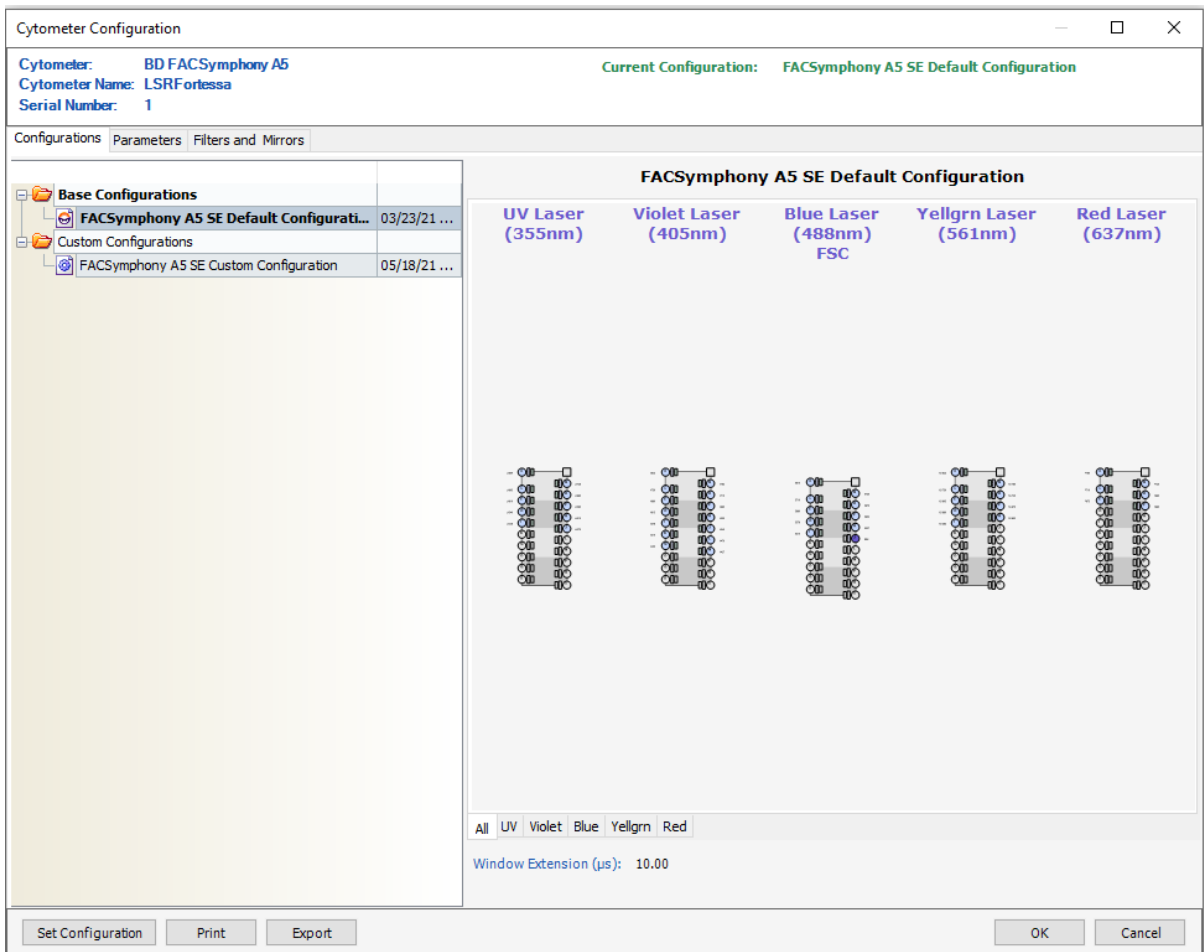 Cytometer Configuration
Cytometer: BD FACSymphony A5
Cytometer Name: LSRFortessa
Serial Number: 1
Current Configuration: FACSymphony A5 SE Default Configuration
Configurations Parameters Filters and Mirrors
Base Configurations
FACSymphony A5 SE Default Configurati... 03/23/21 ...
Custom Configurations
FACSymphony A5 SE Custom Configuration 05/18/21 ...
FACSymphony A5 SE Default Configuration
UV Laser Violet Laser Blue Laser Yellgrn Laser Red Laser
(355nm) (405nm) (488nm) (561nm) (637nm)
FSC
All UV Violet Blue Yellgrn Red
Window Extension (µs): 10.00
Set Configuration Print Export OK Cancel